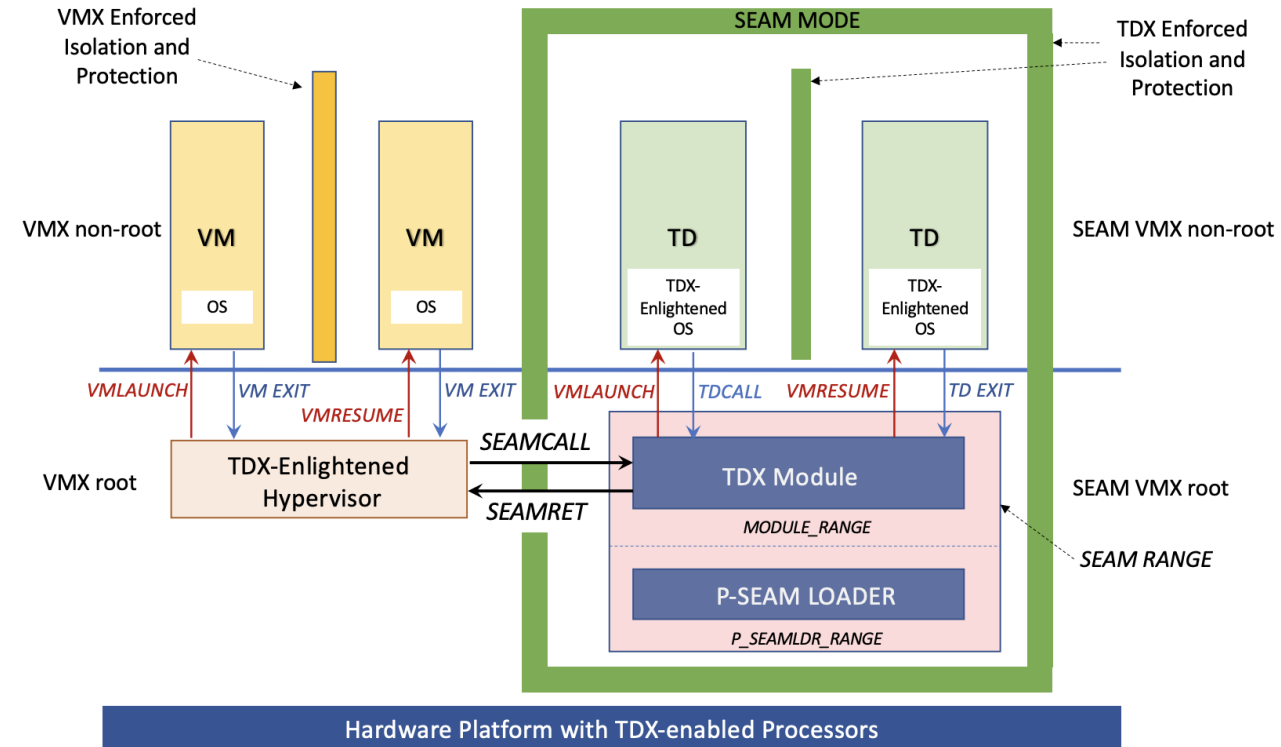 VMX Enforced
Isolation and
Protection
SEAM MODE
TDX Enforced
Isolation and
Protection
VMX non-root
VM
OS
VM
OS
TD
TDX-
Enlightened
OS
TD
TDX-
Enlightened
OS
SEAM VMX non-root
VMLAUNCH
VM EXIT
VMRESUME
VM EXIT
VMLAUNCH
TDCALL
VMRESUME
TD EXIT
VMX root
TDX-Enlightened
Hypervisor
SEAMCALL
SEAMRET
TDX Module
MODULE_RANGE
SEAM VMX root
SEAM RANGE
P-SEAM LOADER
P_SEAMLDR_RANGE
Hardware Platform with TDX-enabled Processors